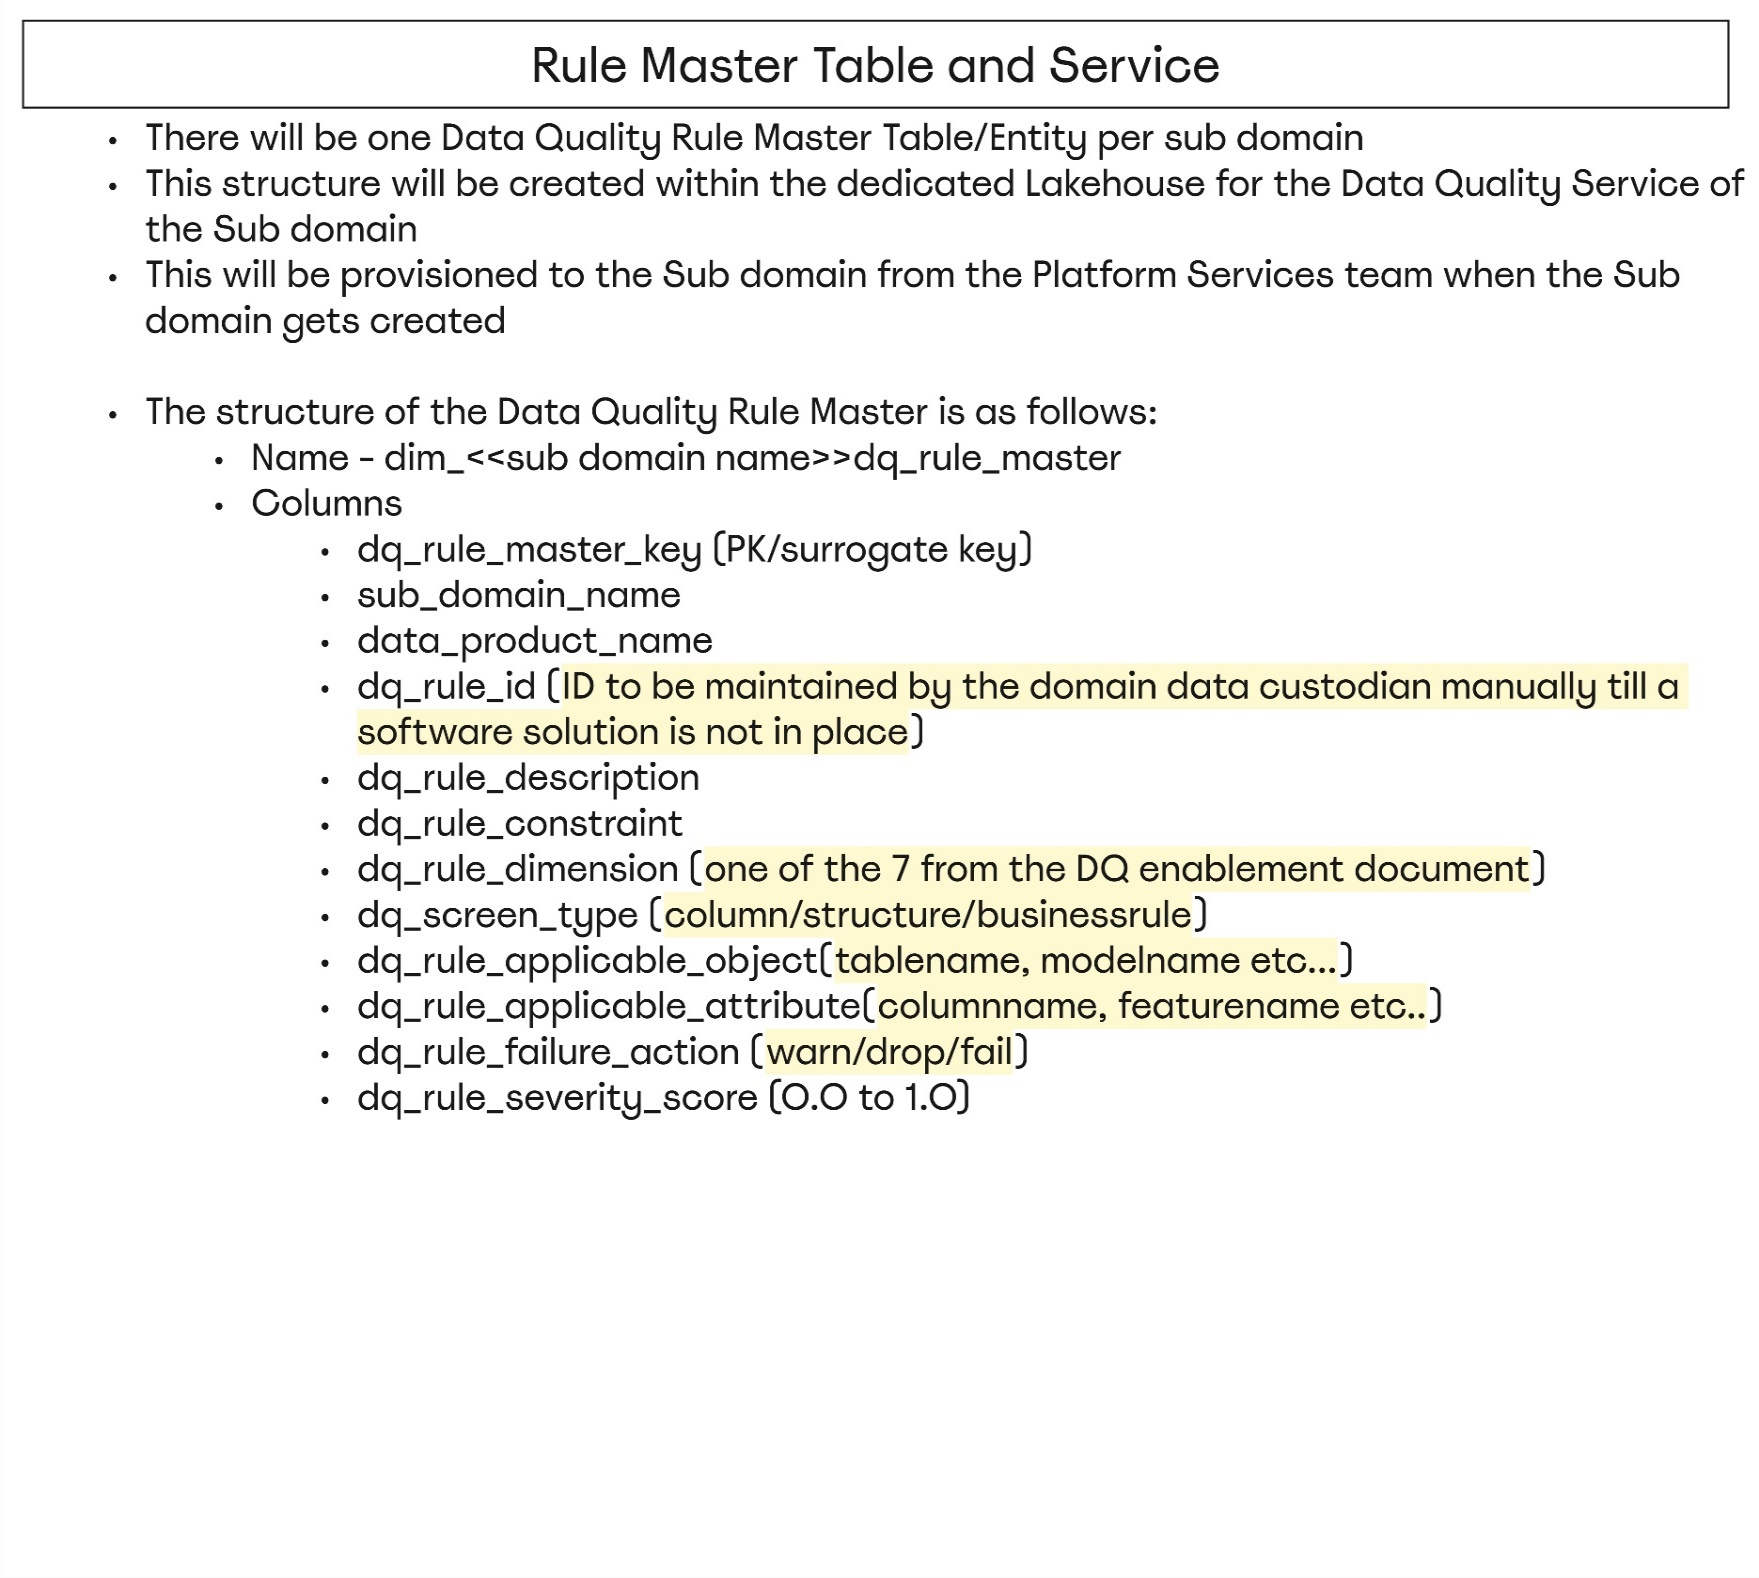 Rule Master Table and Service
• There will be one Data Quality Rule Master Table/Entity per sub domain
• This structure will be created within the dedicated Lakehouse for the Data Quality Service of
the Sub domain
• This will be provisioned to the Sub domain from the Platform Services team when the Sub
domain gets created
• The structure of the Data Quality Rule Master is as follows:
• Name - dim_<<sub domain name>>dq_rule_master
• Columns
• dq_rule_master_key (PK/surrogate key)
• sub_domain_name
• data_product_name
• dq_rule_id (ID to be maintained by the domain data custodian manually till a
software solution is not in place)
• dq_rule_description
• dq_rule_constraint
• dq_rule_dimension (one of the 7 from the DQ enablement document)
• dq_screen_type (column/structure/businessrule)
• dq_rule_applicable_object(tablename, modelname etc...)
• dq_rule_applicable_attribute(columnname, featurename etc..)
• dq_rule_failure_action (warn/drop/fail)
• dq_rule_severity_score (0.0 to 1.0)